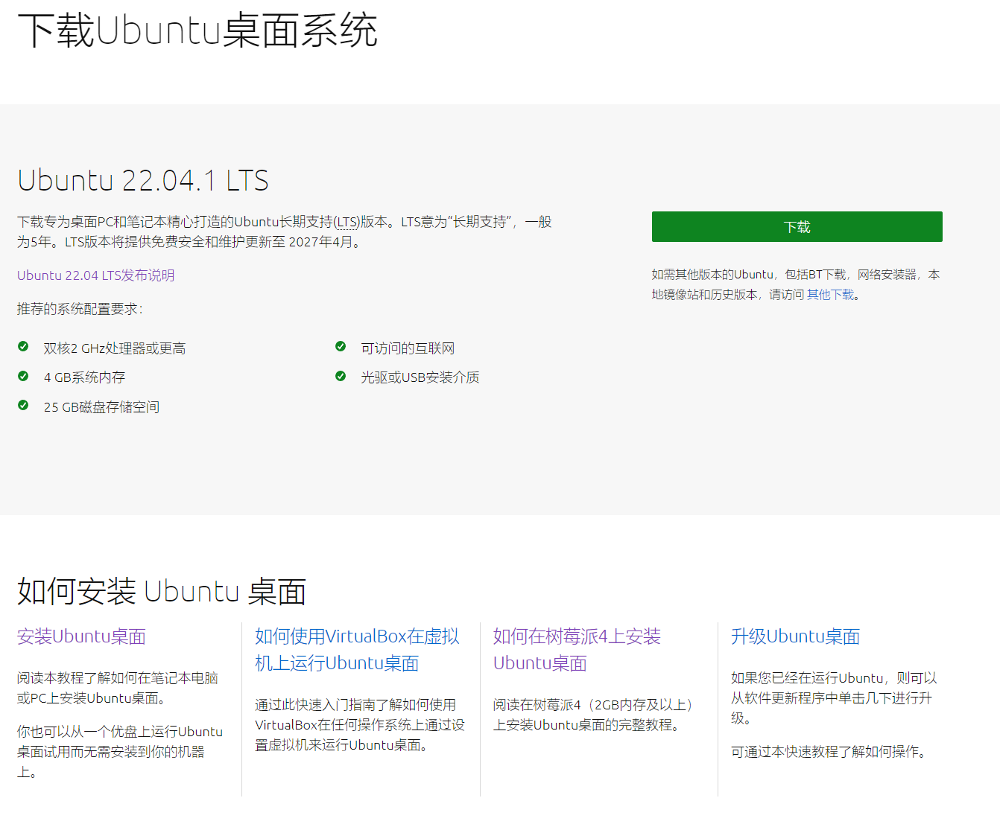 下载Ubuntu桌面系统
Ubuntu 22.04.1 LTS
下载专为桌面PC和笔记本精心打造的Ubuntu长期支持(LTS)版本。LTS意为“长期支持”，一般
为5年。LTS版本将提供免费安全和维护更新至 2027年4月。
Ubuntu 22.04 LTS发布说明
推荐的系统配置要求：
双核2 GHz处理器或更高
4 GB系统内存
25 GB磁盘存储空间
可访问的互联网
光驱或USB安装介质
下载
如需其他版本的Ubuntu，包括BT下载，网络安装器，本
地镜像站和历史版本，请访问 其他下载。
如何安装 Ubuntu 桌面
安装Ubuntu桌面
阅读本教程了解如何在笔记本电脑
或PC上安装Ubuntu桌面。
你也可以从一个优盘上运行Ubuntu
桌面试用而无需安装到你的机器
上。
如何使用VirtualBox在虚拟
机上运行Ubuntu桌面
通过此快速入门指南了解如何使用
VirtualBox在任何操作系统上通过设
置虚拟机来运行Ubuntu桌面。
如何在树莓派4上安装
Ubuntu桌面
阅读在树莓派4（2GB内存及以上）
上安装Ubuntu桌面的完整教程。
升级Ubuntu桌面
如果您已经在运行Ubuntu，则可以
从软件更新程序中单击几下进行升
级。
可通过本快速教程了解如何操作。